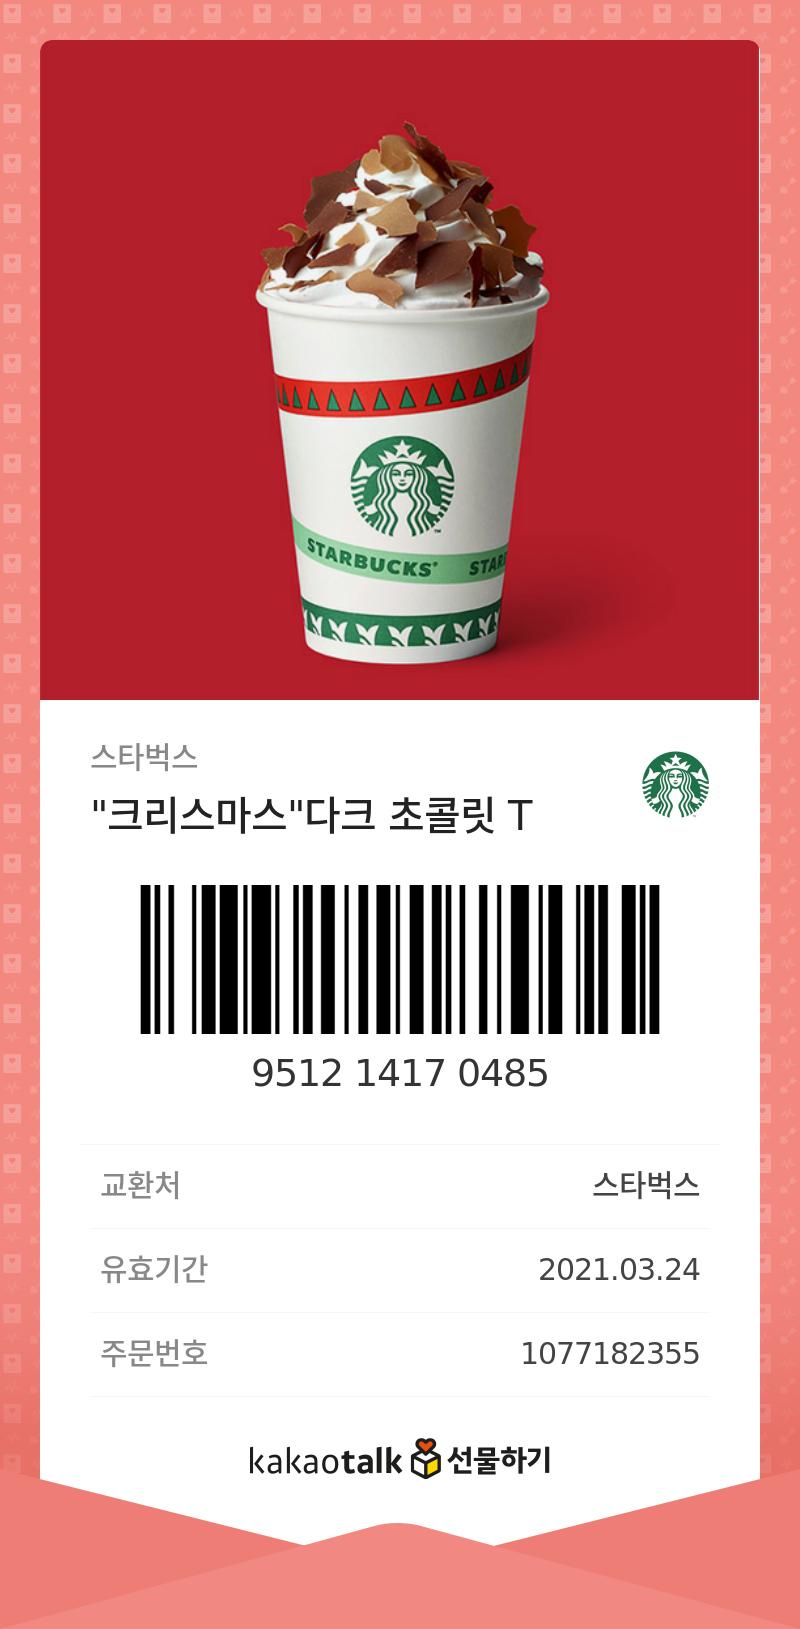 STARBUCKS
STAR
스타벅스
"크리스마스"다크 초콜릿 T
9512 1417 0485
교환처 스타벅스
유효기간 2021.03.24
주문번호 1077182355
kakaotalk 선물하기